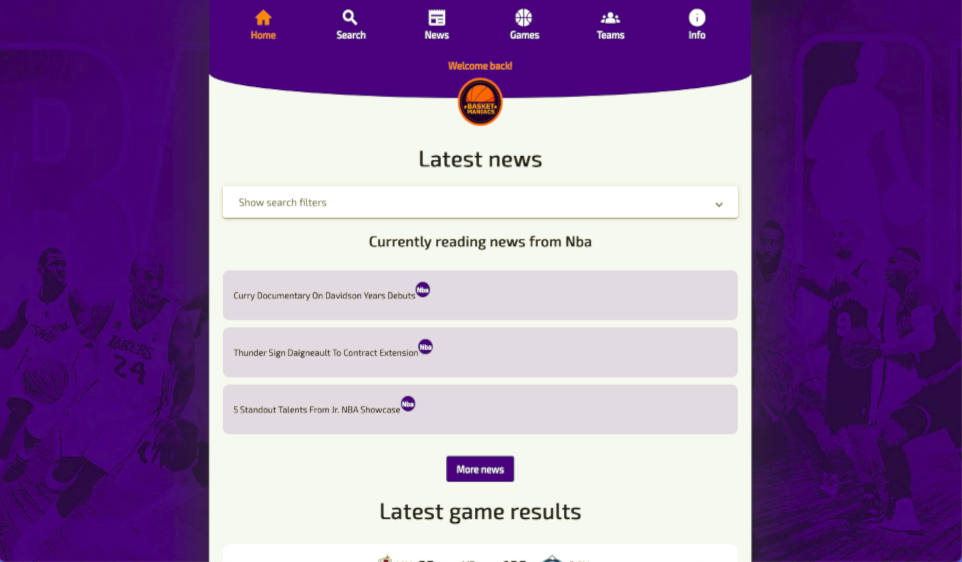 Home
Search
News
Games
Teams
Info
Welcome back!
BASKET
MANIACS
Latest news
Show search filters
Currently reading news from Nba
Curry Documentary On Davidson Years Debuts Nba
Thunder Sign Daigneault To Contract Extension Nba
5 Standout Talents From Jr. NBA Showcase Nba
More news
Latest game results
LAKERS
24